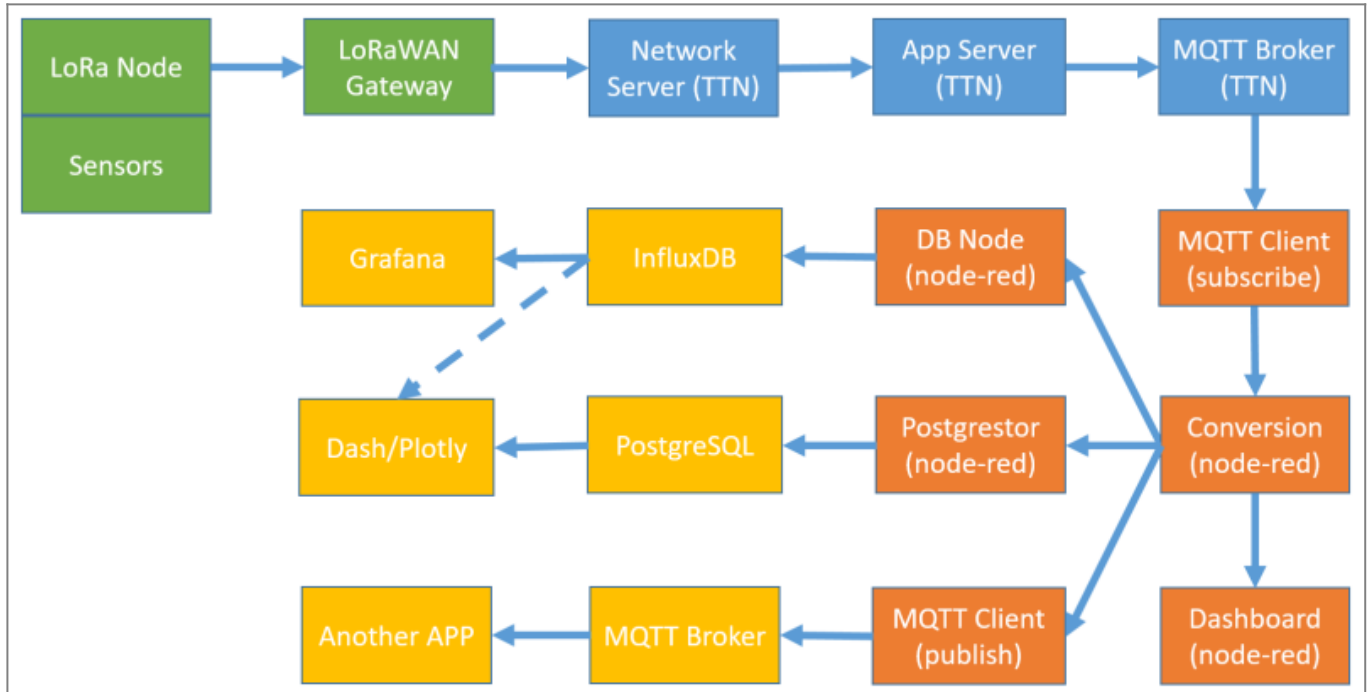 LoRa Node
LoRaWAN
Gateway
Network
Server (TTN)
App Server
(TTN)
MQTT Broker
(TTN)
Sensors
Grafana
InfluxDB
DB Node
(node-red)
MQTT Client
(subscribe)
Dash/Plotly
PostgreSQL
Postgrestor
(node-red)
Conversion
(node-red)
Another APP
MQTT Broker
MQTT Client
(publish)
Dashboard
(node-red)